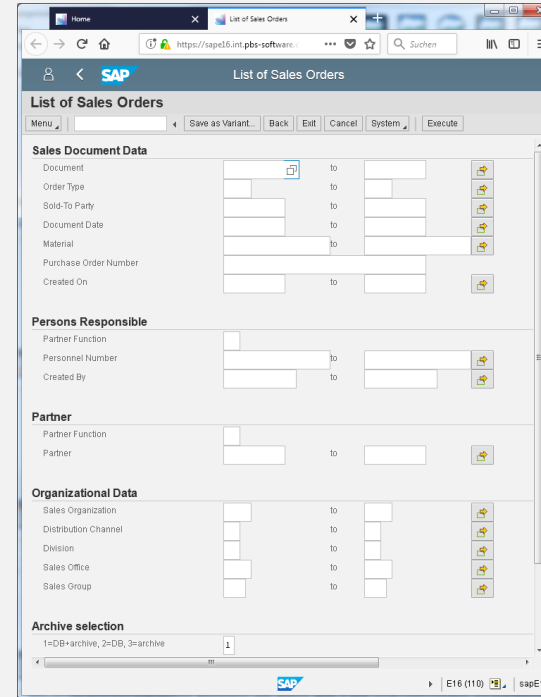 Home
List of Sales Orders
https://sape16.int.pbs-software.
Suchen
SAP List of Sales Orders
List of Sales Orders
Menu Save as Variant... Back Exit Cancel System Execute
Sales Document Data
Document to
Order Type to
Sold-To Party to
Document Date to
Material to
Purchase Order Number
Created On to
Persons Responsible
Partner Function
Personnel Number to
Created By to
Partner
Partner Function
Partner to
Organizational Data
Sales Organization to
Distribution Channel to
Division to
Sales Office to
Sales Group to
Archive selection
1=DB+archive, 2=DB, 3=archive 1
SAP E16 (110) sapE